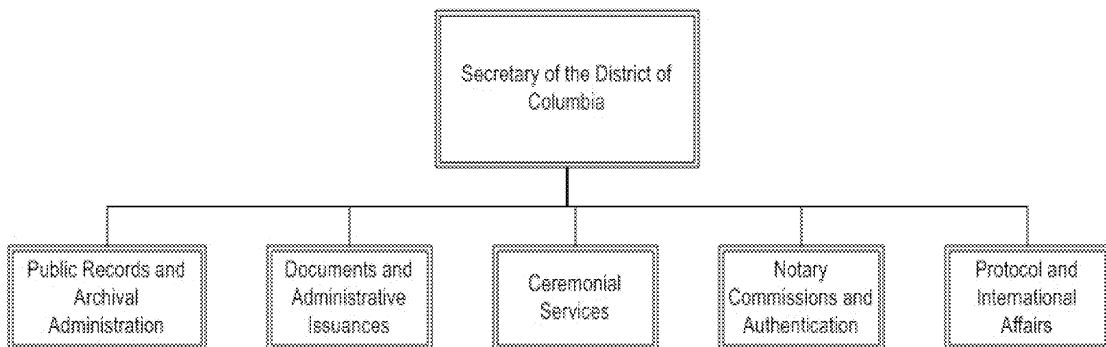 Secretary of the District of
Columbia
Public Records and
Archival
Administration
Documents and
Administrative
Issuances
Ceremonial
Services
Notary
Commissions and
Authentication
Protocol and
International
Affairs